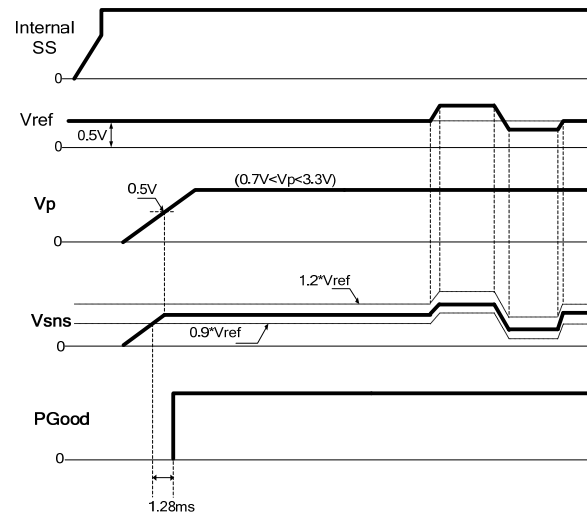 Internal
SS
0
Vref
0.5V
0
0.5V
(0.7V<Vp<3.3V)
Vp
0
1.2*Vref
Vsns
0.9*Vref
0
PGood
0
1.28ms